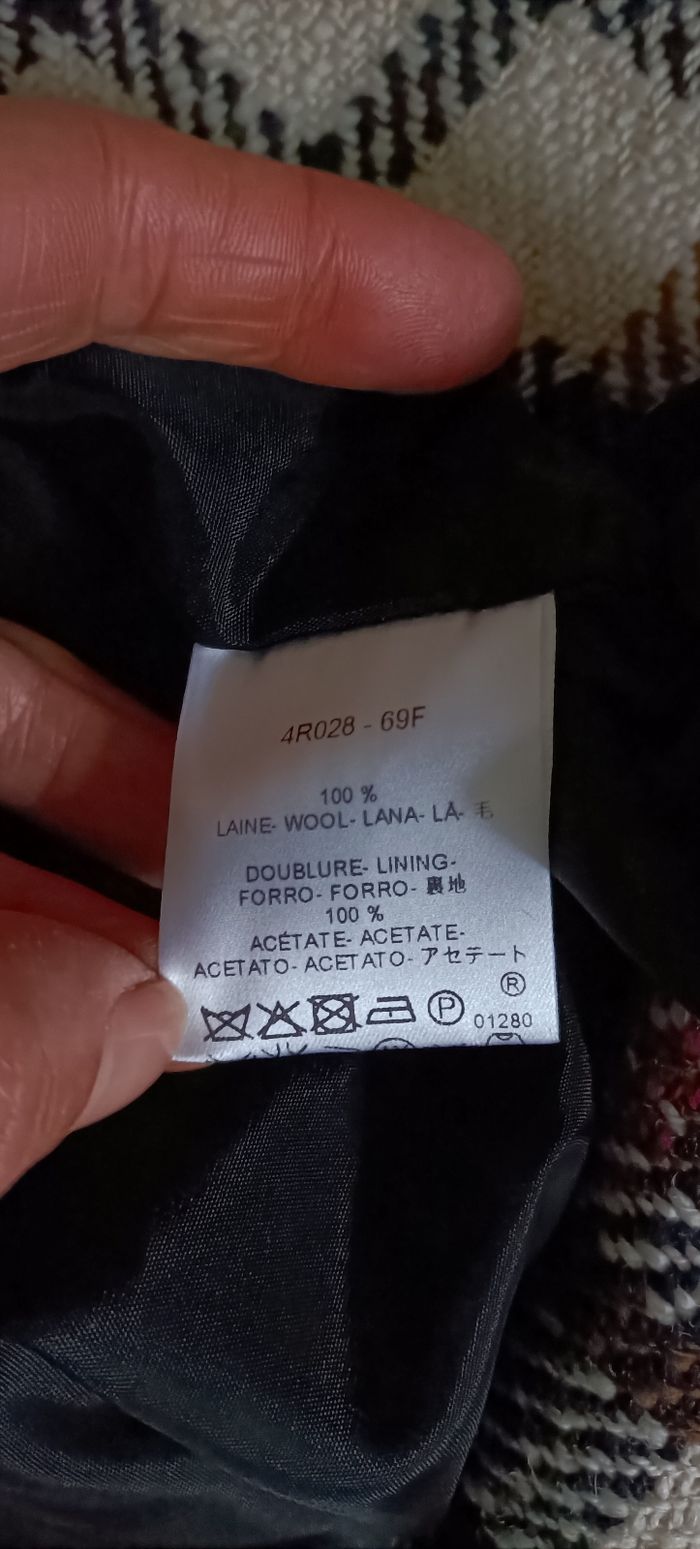 4R028 - 69F
100 %
LAINE- WOOL- LANA- LÃ- 毛
DOUBLURE- LINING-
FORRO- FORRO- 裏地
100 %
ACÉTATE- ACETATE-
ACETATO- ACETATO- アセテート
®
P
01280